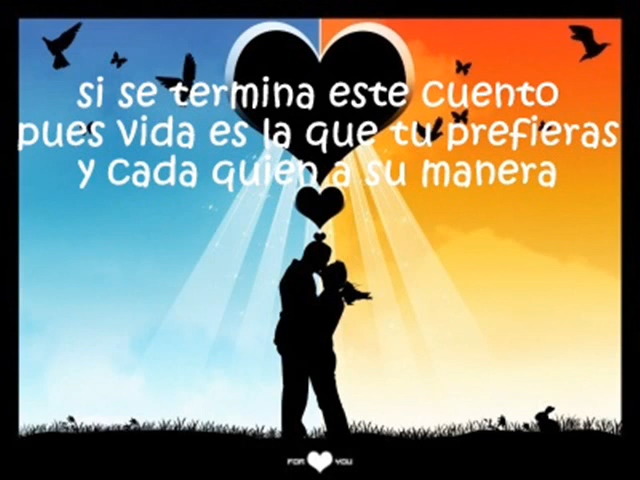 si se termina este cuento
pues vida es la que tu prefieras
y cada quien a su manera
FOR YOU